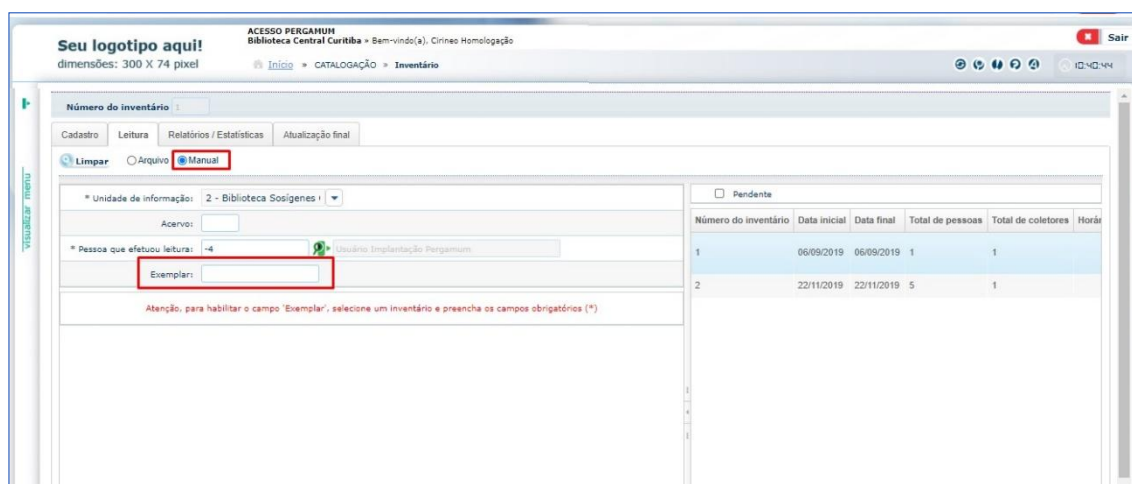 Seu logotipo aqui!
dimensões: 300 X 74 pixel
ACESSO PERGAMUM
Biblioteca Central Curitiba » Bem-vindo(a), Cirineo Homologação
Início » CATALOGAÇÃO » Inventário
Sair
10:40:44
visualizar menu
Número do inventário 1
Cadastro Leitura Relatórios / Estatísticas Atualização final
Limpar Arquivo Manual
* Unidade de informação: 2 - Biblioteca Sosígenes
Acervo:
* Pessoa que efetuou leitura: -4 Usuário Implantação Pergamum
Exemplar:
Atenção, para habilitar o campo 'Exemplar', selecione um inventário e preencha os campos obrigatórios (*)
Pendente
Número do inventário Data inicial Data final Total de pessoas Total de coletores Horár
1 06/09/2019 06/09/2019 1 1
2 22/11/2019 22/11/2019 5 1